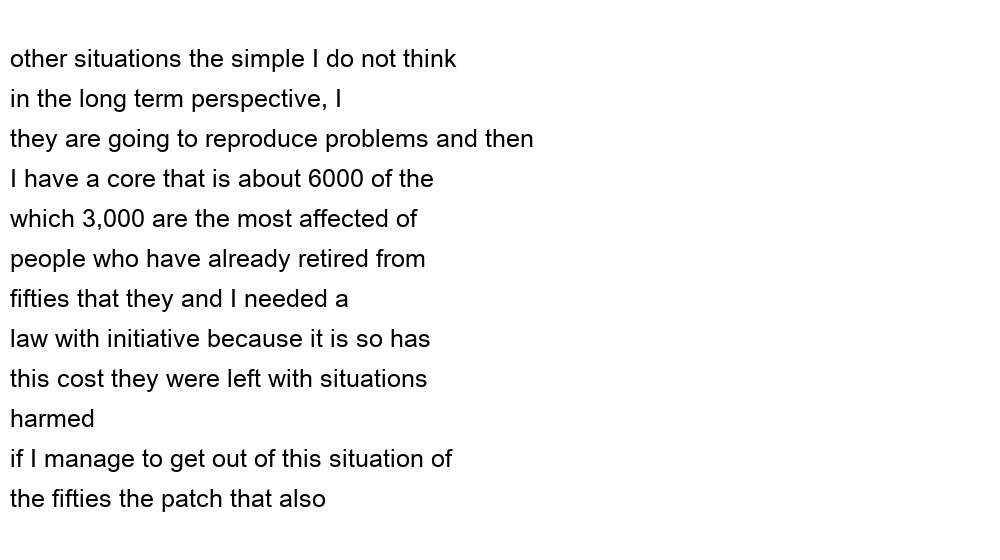 other situations the simple I do not think
in the long term perspective, I
they are going to reproduce problems and then
I have a core that is about 6000 of the
which 3,000 are the most affected of
people who have already retired from
fifties that they and I needed a
law with initiative because it is so has
this cost they were left with situations
harmed
if I manage to get out of this situation of
the fifties the patch that also